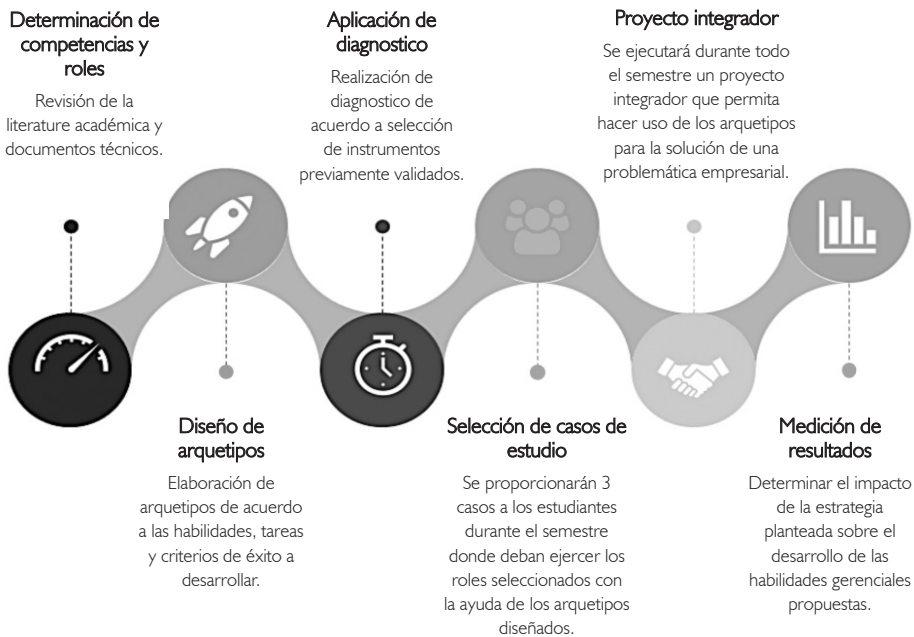 Determinación de
competencias y
roles
Revisión de la
literature académica y
documentos técnicos.
Diseño de
arquetipos
Elaboración de
arquetipos de acuerdo
a las habilidades, tareas
y criterios de éxito a
desarrollar.
Aplicación de
diagnostico
Realización de
diagnostico de
acuerdo a selección
de instrumentos
previamente validados.
Selección de casos de
estudio
Se proporcionarán 3
casos a los estudiantes
durante el semestre
donde deban ejercer los
roles seleccionados con
la ayuda de los arquetipos
diseñados.
Proyecto integrador
Se ejecutará durante todo
el semestre un proyecto
integrador que permita
hacer uso de los arquetipos
para la solución de una
problemática empresarial.
Medición de
resultados
Determinar el impacto
de la estrategia
planteada sobre el
desarrollo de las
habilidades gerenciales
propuestas.